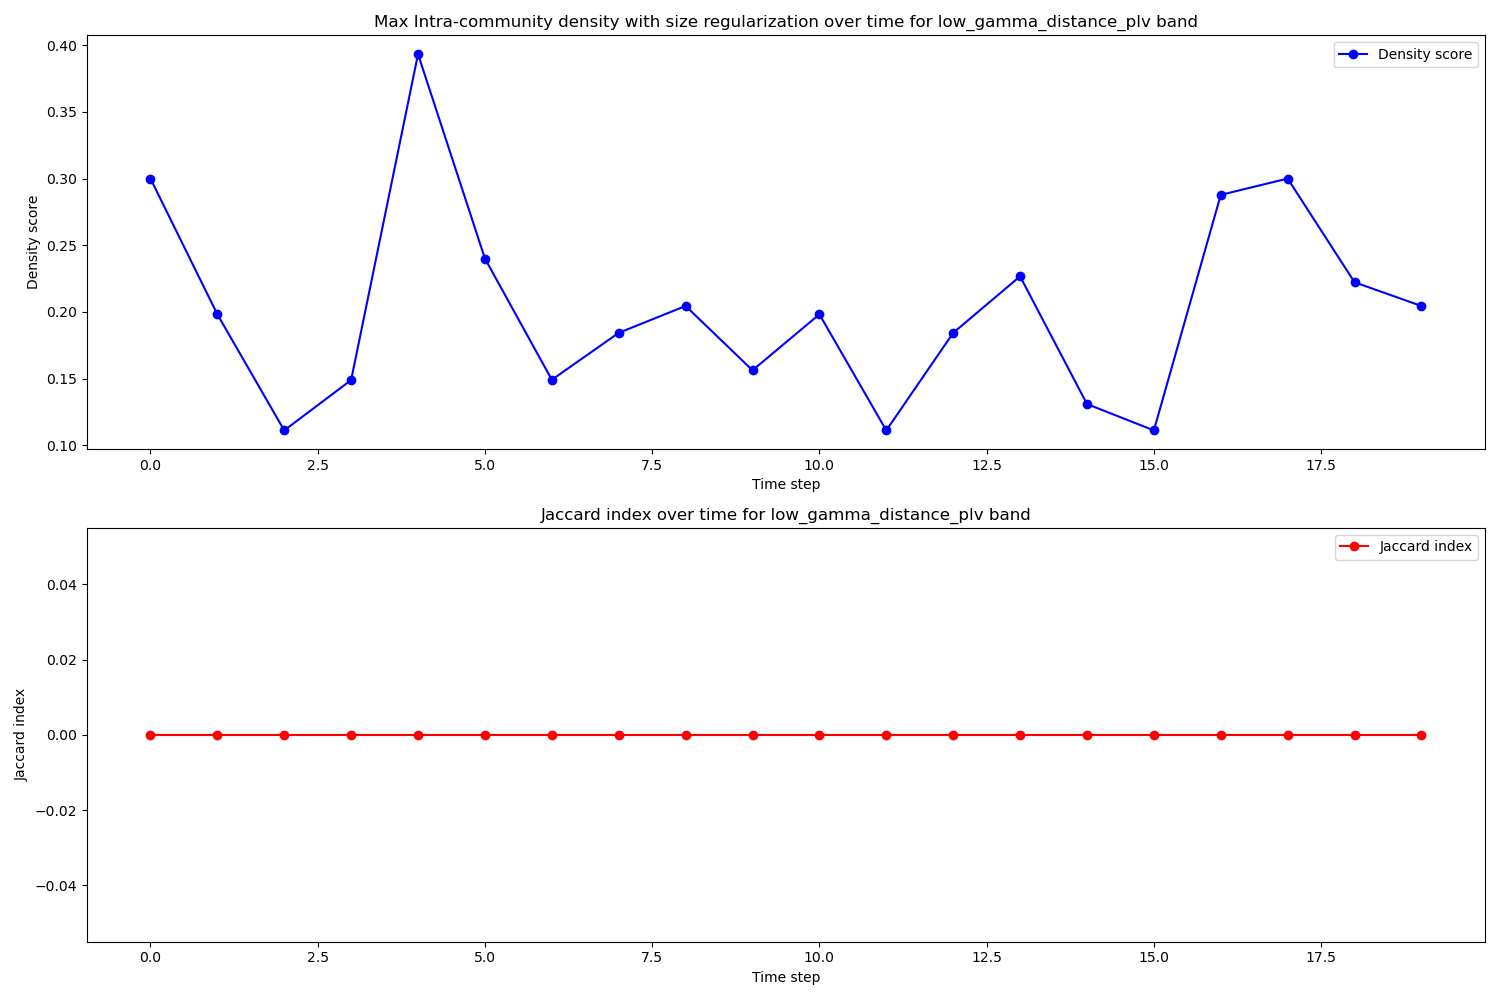 Max Intra-community density with size regularization over time for low_gamma_distance_plv band
Density score
0.40
0.35
0.30
0.25
0.20
0.15
0.10
Density score
0.0 2.5 5.0 7.5 10.0 12.5 15.0 17.5
Time step
Jaccard index over time for low_gamma_distance_plv band
Jaccard index
0.04
0.02
0.00
−0.02
−0.04
Jaccard index
0.0 2.5 5.0 7.5 10.0 12.5 15.0 17.5
Time step